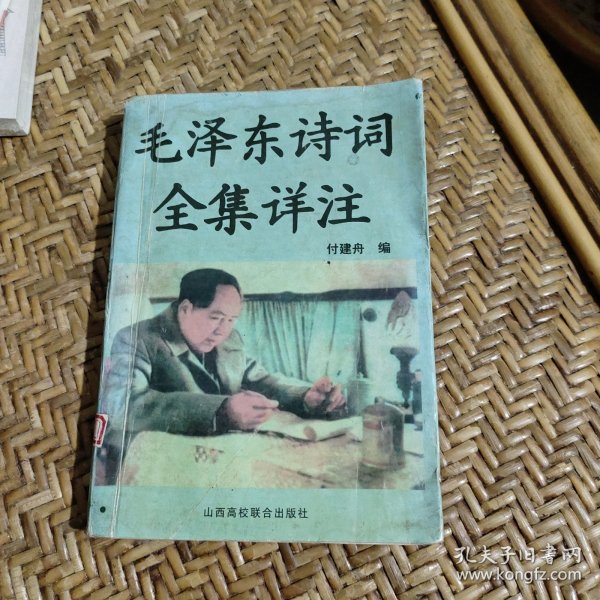 毛泽东诗词
全集详注
付建舟 编
山西高校联合出版社
孔夫子旧书网
www.kongfz.com